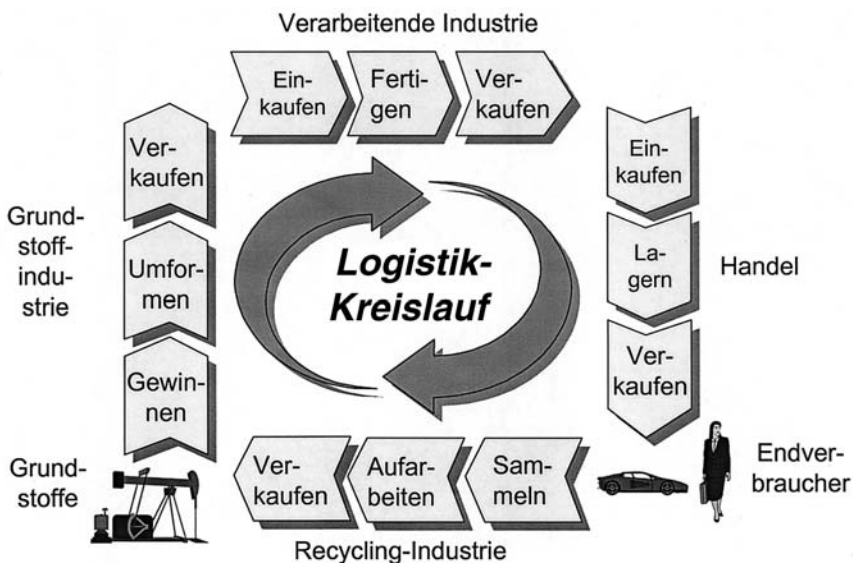 Verarbeitende Industrie
Ein-
kaufen
Ferti-
gen
Ver-
kaufen
Ein-
kaufen
La-
gern
Ver-
kaufen
Handel
Endver-
braucher
Sam-
meln
Aufar-
beiten
Ver-
kaufen
Recycling-Industrie
Grund-
stoffe
Gewin-
nen
Umfor-
men
Ver-
kaufen
Grund-
stoff-
indu-
strie
Logistik-
Kreislauf